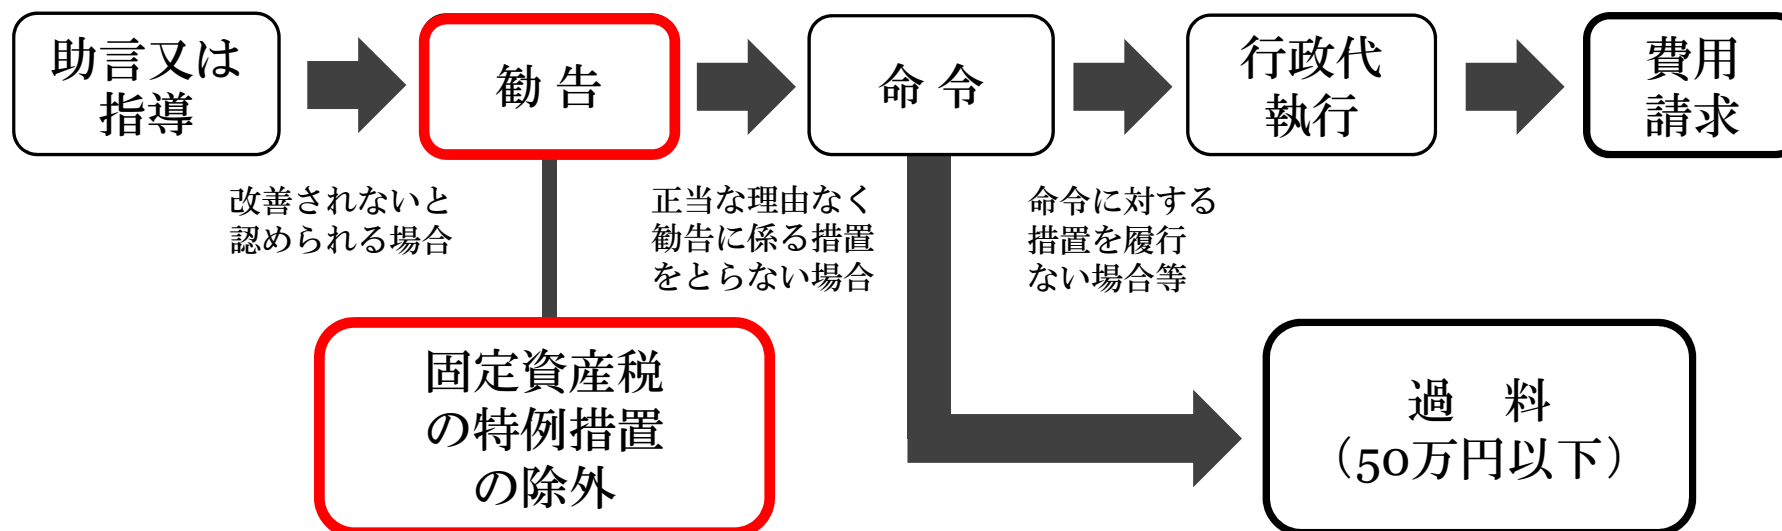 助言又は
指導
勧告
命令
行政代
執行
費用
請求
改善されないと
認められる場合
正当な理由なく
勧告に係る措置
をとらない場合
命令に対する
措置を履行
ない場合等
固定資産税
の特例措置
の除外
過　料
（50万円以下）